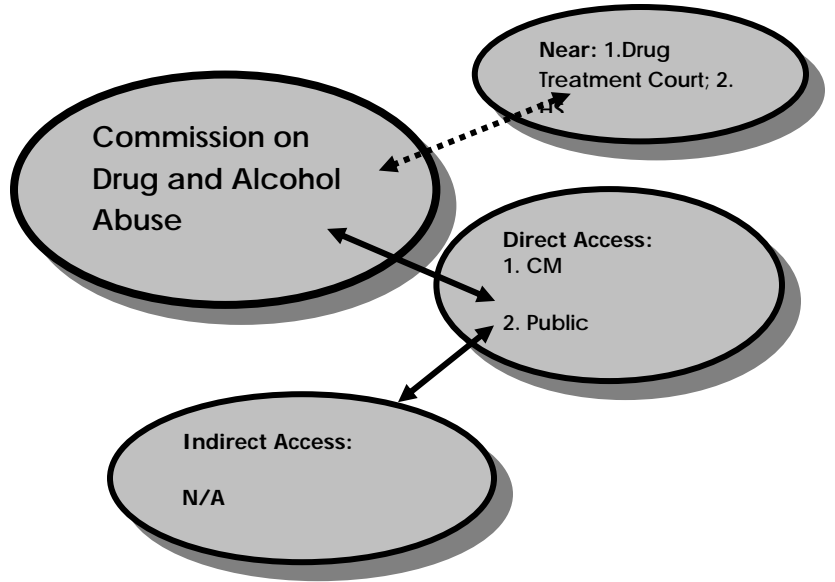 Near: 1.Drug
Treatment Court; 2.
Commission on
Drug and Alcohol
Abuse
Direct Access:
1. CM
2. Public
Indirect Access:
N/A